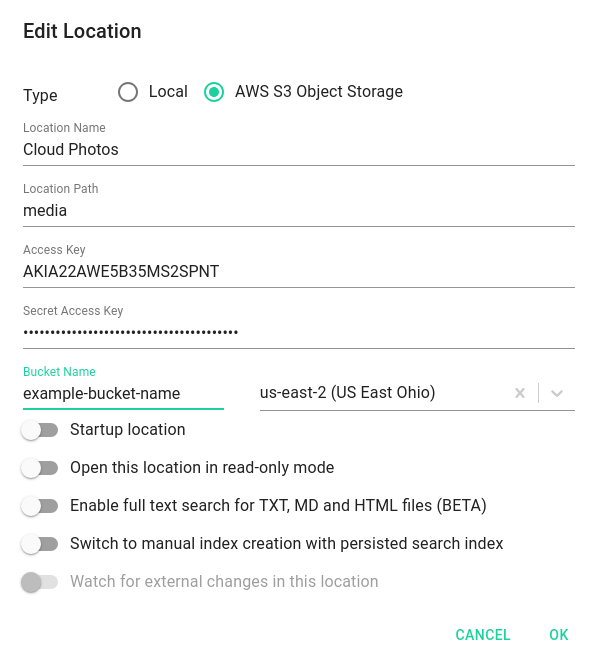 Edit Location
Type Local AWS S3 Object Storage
Location Name
Cloud Photos
Location Path
media
Access Key
AKIA22AWE5B35MS2SPNT
Secret Access Key
••••••••••••••••••••••••••••••••••••••••
Bucket Name
example-bucket-name us-east-2 (US East Ohio)
Startup location
Open this location in read-only mode
Enable full text search for TXT, MD and HTML files (BETA)
Switch to manual index creation with persisted search index
Watch for external changes in this location
CANCEL OK